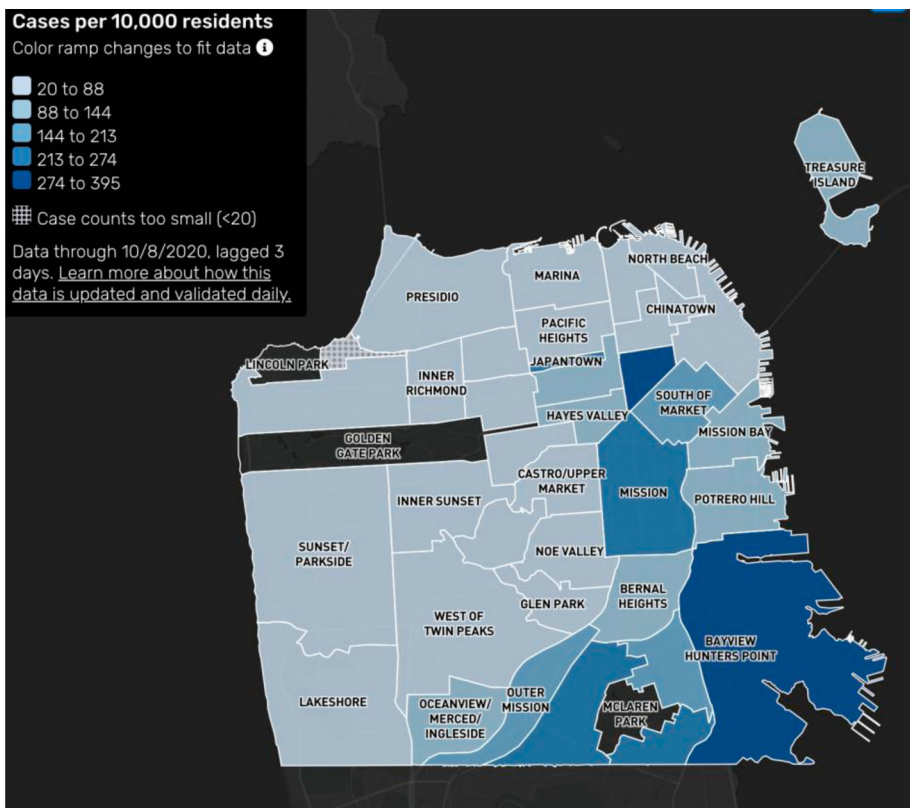 Cases per 10,000 residents
Color ramp changes to fit data
20 to 88
88 to 144
144 to 213
213 to 274
274 to 395
Case counts too small (<20)
Data through 10/8/2020, lagged 3
days. Learn more about how this
data is updated and validated daily.
TREASURE
ISLAND
NORTH BEACH
MARINA
PRESIDIO
CHINATOWN
PACIFIC
HEIGHTS
LINCOLN PARK
JAPANTOWN
INNER
RICHMOND
SOUTH OF
MARKET
HAYES VALLEY
MISSION BAY
GOLDEN
GATE PARK
CASTRO/UPPER
MARKET
INNER SUNSET
MISSION
POTRERO HILL
SUNSET/
PARKSIDE
NOE VALLEY
GLEN PARK
BERNAL
HEIGHTS
WEST OF
TWIN PEAKS
BAYVIEW
HUNTERS POINT
LAKESHORE
OCEANVIEW/
MERCED/
INGLESIDE
OUTER
MISSION
MCLAREN
PARK